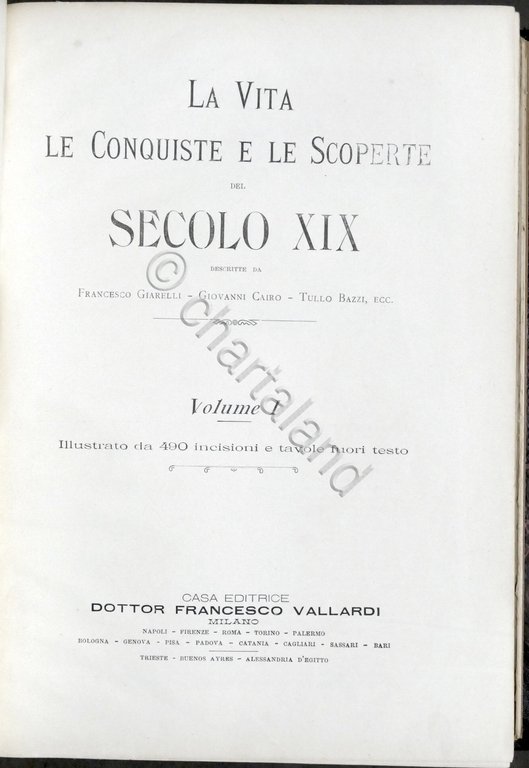 LA VITA
LE CONQUISTE E LE SCOPERTE
DEL
SECOLO XIX
DESCRITTE DA
FRANCESCO GIARELLI - GIOVANNI CAIRO - TULLO BAZZI, ECC.
© chartaland
Volume I
Illustrato da 490 incisioni e tavole fuori testo
CASA EDITRICE
DOTTOR FRANCESCO VALLARDI
MILANO
NAPOLI - FIRENZE - ROMA - TORINO - PALERMO
BOLOGNA - GENOVA - PISA - PADOVA - CATANIA - CAGLIARI - SASSARI - BARI
TRIESTE - BUENOS AYRES - ALESSANDRIA D'EGITTO